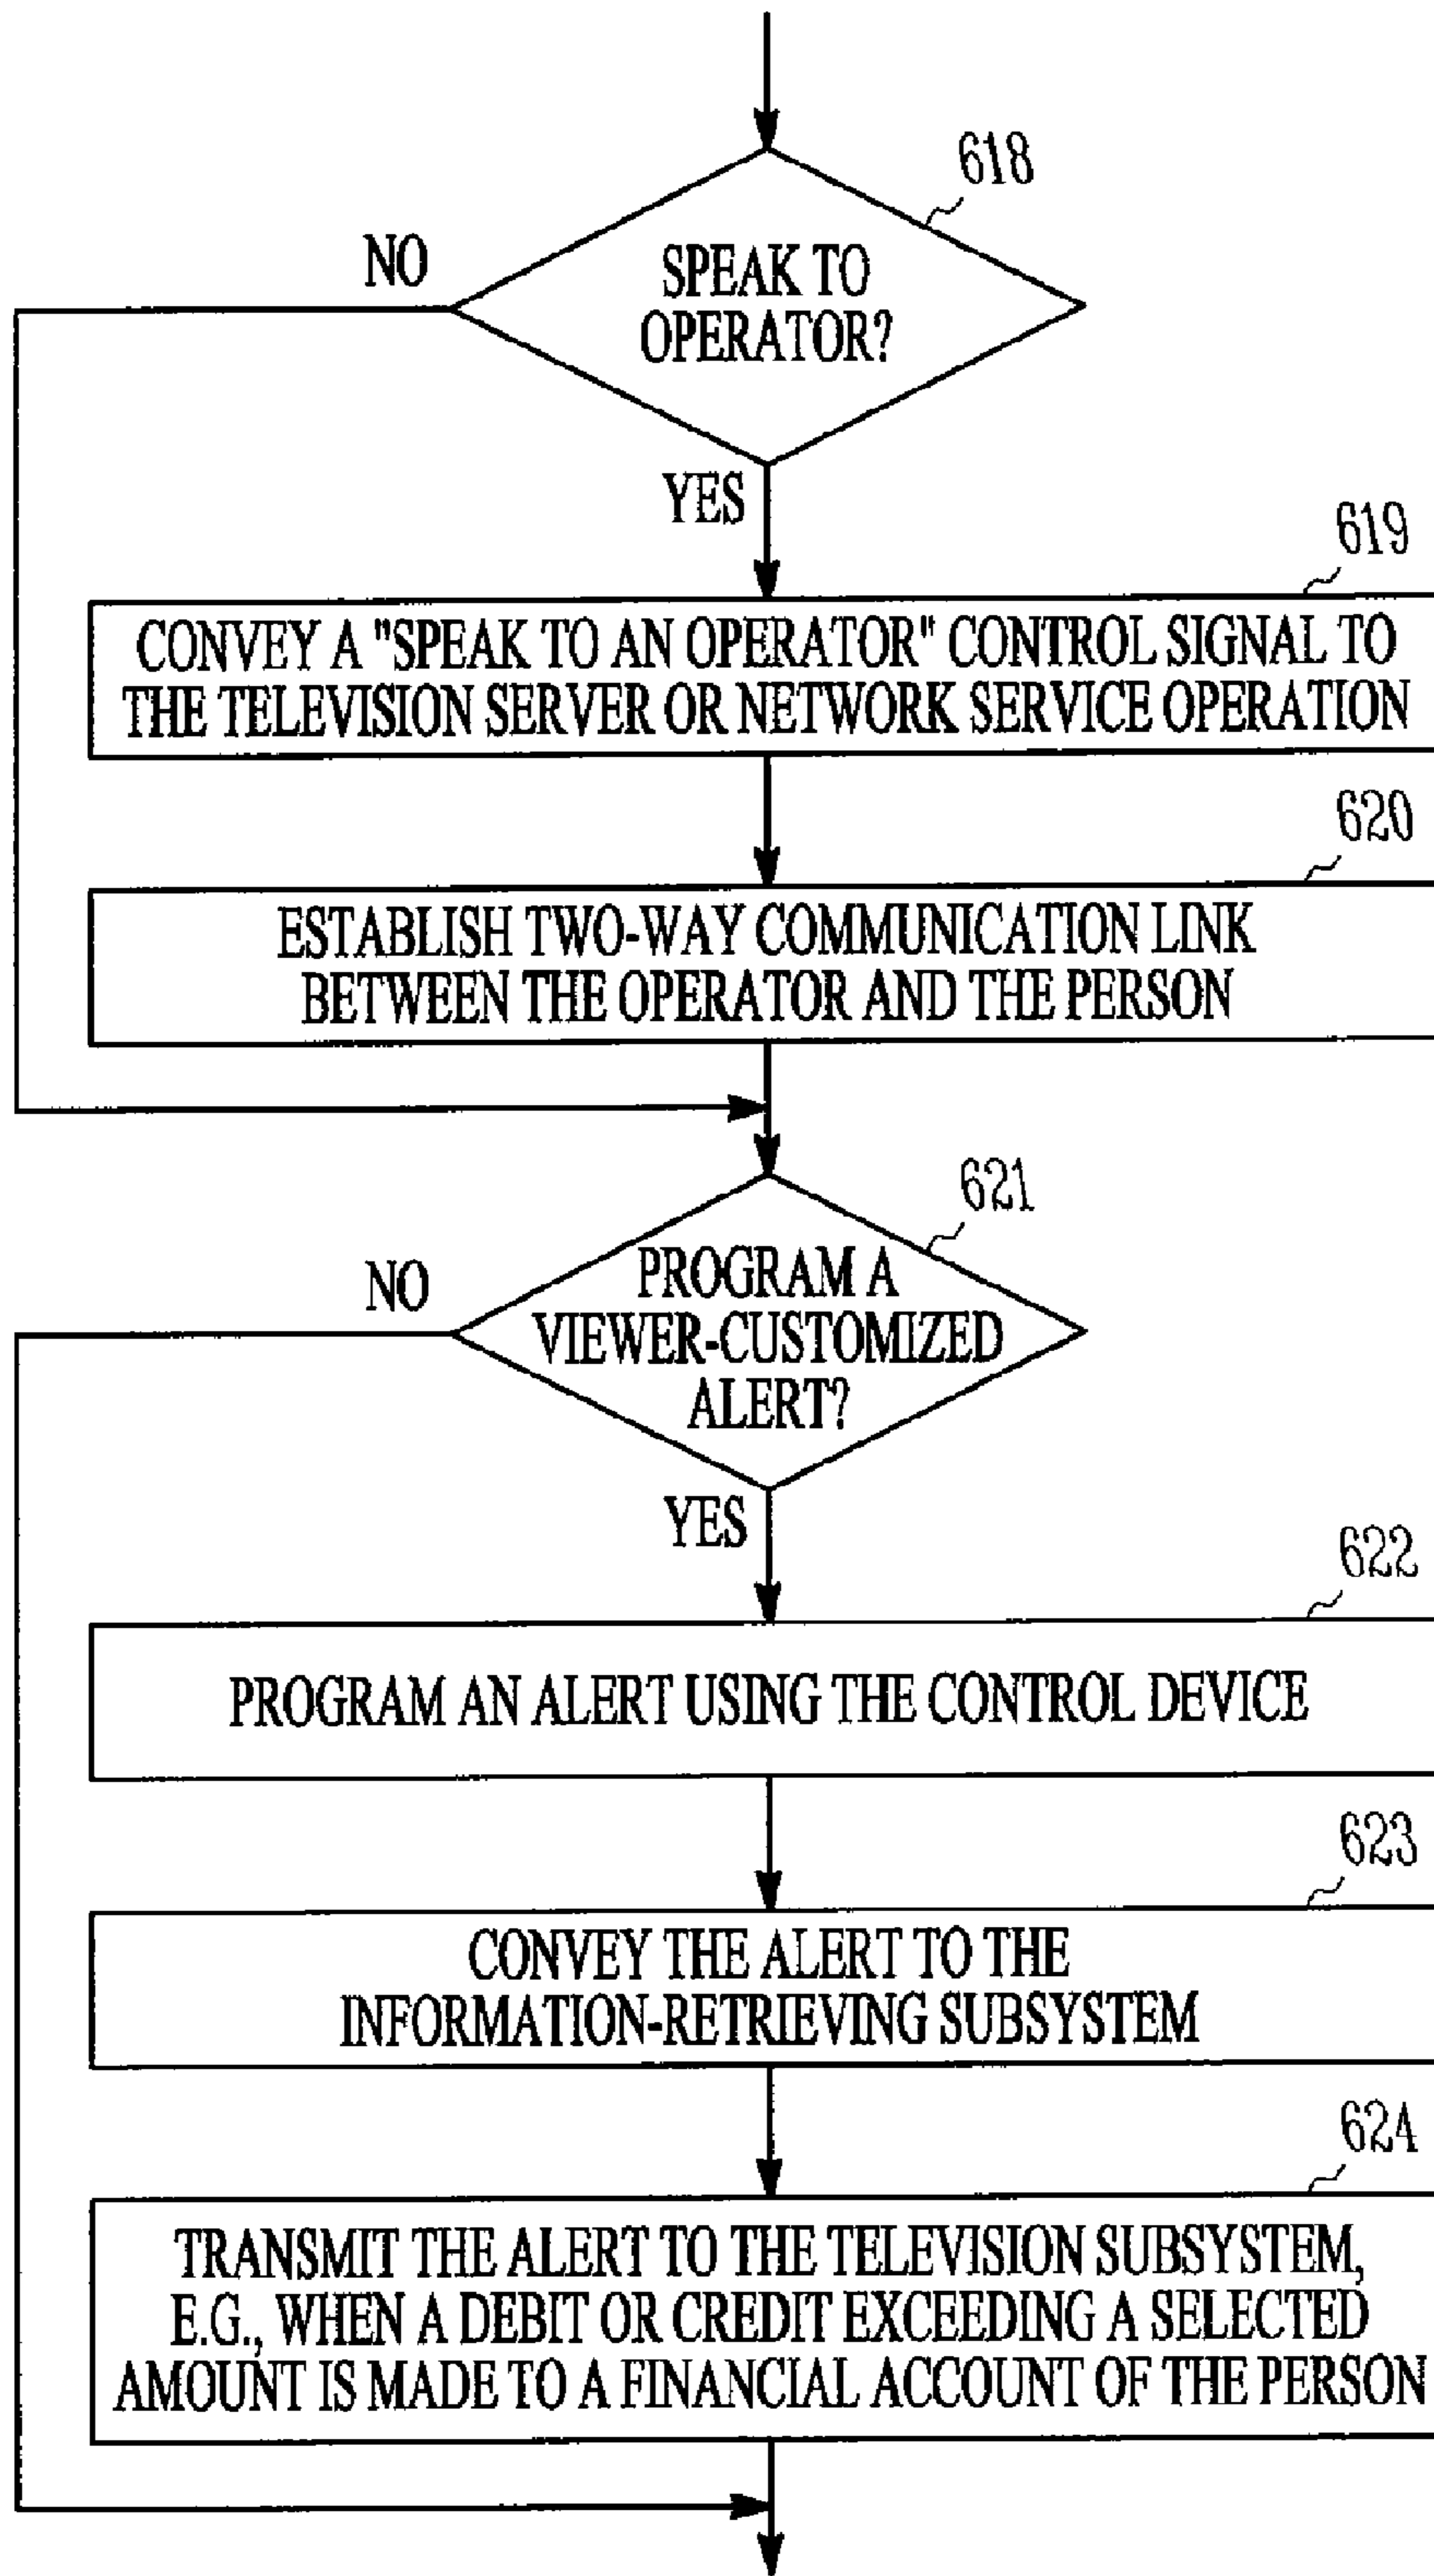 618
NO
SPEAK TO
OPERATOR?
YES
619
CONVEY A "SPEAK TO AN OPERATOR" CONTROL SIGNAL TO
THE TELEVISION SERVER OR NETWORK SERVICE OPERATION
620
ESTABLISH TWO-WAY COMMUNICATION LINK
BETWEEN THE OPERATOR AND THE PERSON
621
NO
PROGRAM A
VIEWER-CUSTOMIZED
ALERT?
YES
622
PROGRAM AN ALERT USING THE CONTROL DEVICE
623
CONVEY THE ALERT TO THE
INFORMATION-RETRIEVING SUBSYSTEM
624
TRANSMIT THE ALERT TO THE TELEVISION SUBSYSTEM,
E.G., WHEN A DEBIT OR CREDIT EXCEEDING A SELECTED
AMOUNT IS MADE TO A FINANCIAL ACCOUNT OF THE PERSON